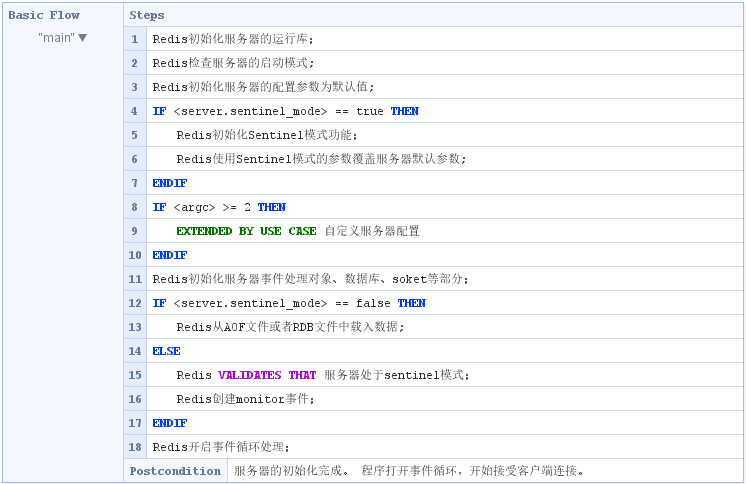 Basic Flow
Steps
"main" ▼
1 Redis初始化服务器的运行库;
2 Redis检查服务器的启动模式;
3 Redis初始化服务器的配置参数为默认值;
4 IF <server.sentinel_mode> == true THEN
5 Redis初始化Sentinel模式功能;
6 Redis使用Sentinel模式的参数覆盖服务器默认参数;
7 ENDIF
8 IF <argc> >= 2 THEN
9 EXTENDED BY USE CASE 自定义服务器配置
10 ENDIF
11 Redis初始化服务器事件处理对象、数据库、soket等部分;
12 IF <server.sentinel_mode> == false THEN
13 Redis从AOF文件或者RDB文件中载入数据;
14 ELSE
15 Redis VALIDATES THAT 服务器处于sentinel模式;
16 Redis创建monitor事件;
17 ENDIF
18 Redis开启事件循环处理;
Postcondition 服务器的初始化完成。 程序打开事件循环，开始接受客户端连接。